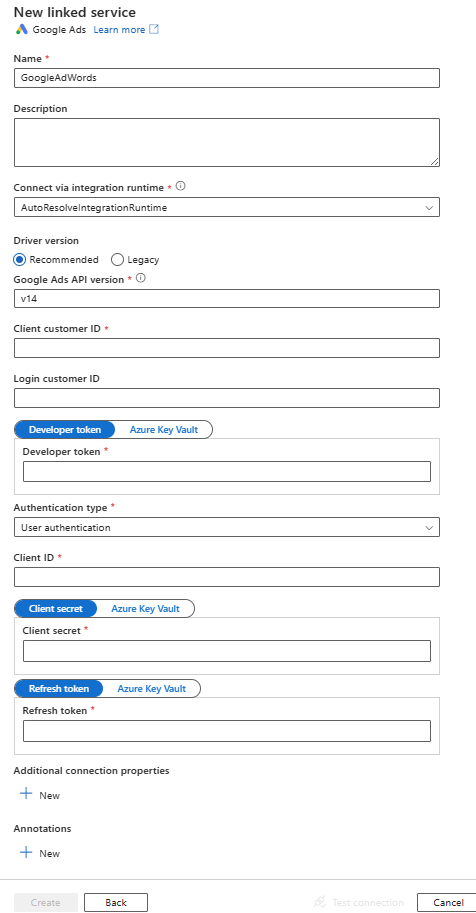 New linked service
Google Ads Learn more
Name *
GoogleAdWords
Description
Connect via integration runtime *
AutoResolveIntegrationRuntime
Driver version
Recommended Legacy
Google Ads API version *
v14
Client customer ID *
Login customer ID
Developer token Azure Key Vault
Developer token *
Authentication type *
User authentication
Client ID *
Client secret Azure Key Vault
Client secret *
Refresh token Azure Key Vault
Refresh token *
Additional connection properties
New
Annotations
New
Create Back Test connection Cancel